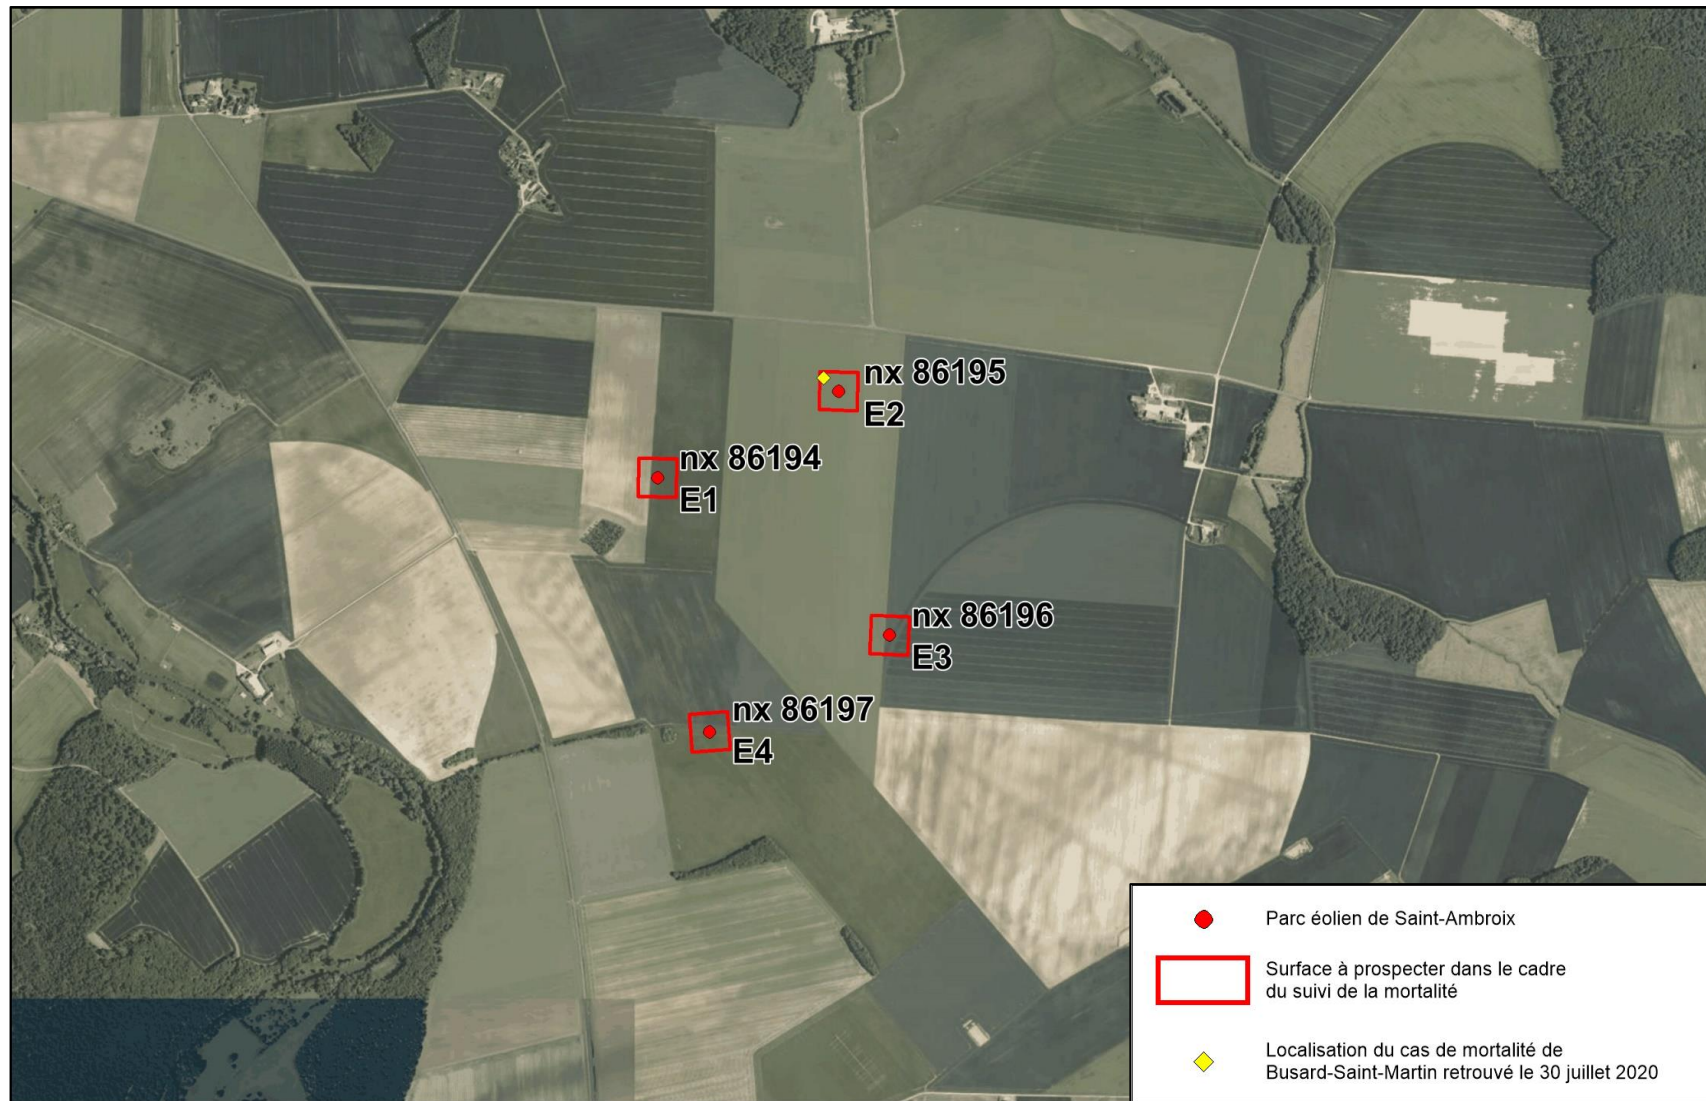 nx 86195
E2
nx 86194
E1
nx 86196
E3
nx 86197
E4
Parc éolien de Saint-Ambroix
Surface à prospecter dans le cadre
du suivi de la mortalité
Localisation du cas de mortalité de
Busard-Saint-Martin retrouvé le 30 juillet 2020